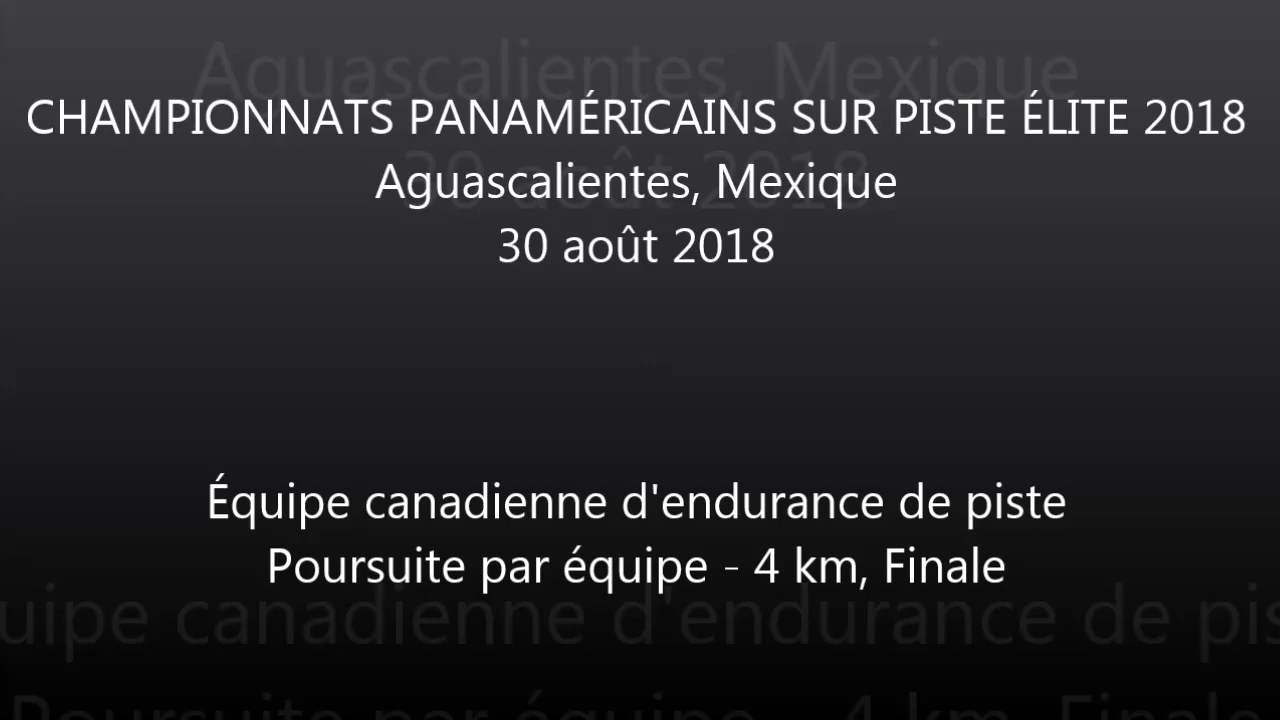 CHAMPIONNATS PANAMÉRICAINS SUR PISTE ÉLITE 2018
Aguascalientes, Mexique
30 août 2018
Équipe canadienne d'endurance de piste
Poursuite par équipe - 4 km, Finale